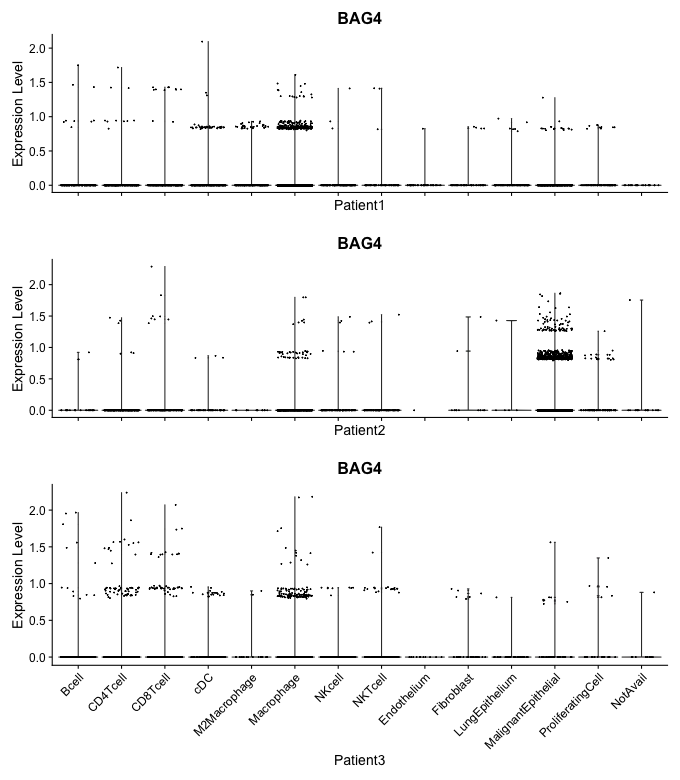 BAG4
Expression Level
2.0
1.5
1.0
0.5
0.0
Patient1
BAG4
Expression Level
2.0
1.5
1.0
0.5
0.0
Patient2
BAG4
Expression Level
2.0
1.5
1.0
0.5
0.0
Bcell
CD4Tcell
CD8Tcell
cDC
M2Macrophage
Macrophage
NKcell
NKTcell
Endothelium
Fibroblast
LungEpithelium
MalignantEpithelial
ProliferatingCell
NotAvail
Patient3